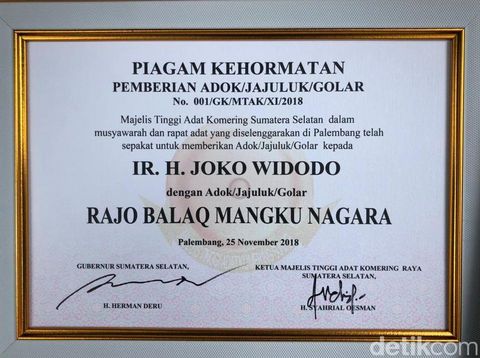 PIAGAM KEHORMATAN
PEMBERIAN ADOK/JAJULUK/GOLAR
No. 001/GK/MTAK/XI/2018
Majelis Tinggi Adat Komering Sumatera Selatan dalam
musyawarah dan rapat adat yang diselenggarakan di Palembang telah
sepakat untuk memberikan Adok/Jajuluk/Golar kepada
IR. H. JOKO WIDODO
dengan Adok/Jajuluk/Golar
RAJO BALAQ MANGKU NAGARA
Palembang, 25 November 2018
GUBERNUR SUMATERA SELATAN,
H. HERMAN DERU
KETUA MAJELIS TINGGI ADAT KOMERING RAYA
SUMATERA SELATAN,
H. SYAHRIAL OESMAN
detikcom